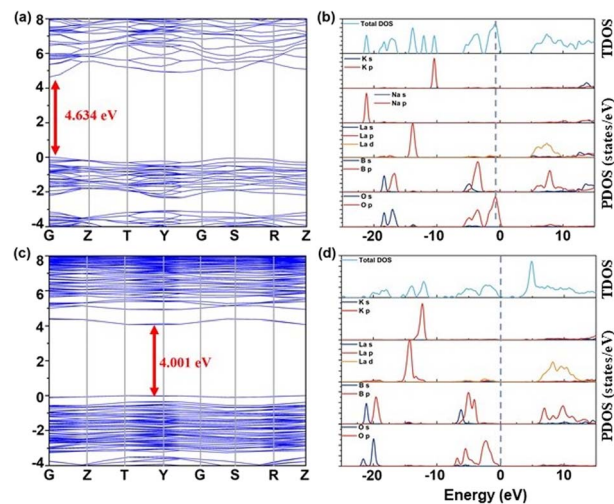 (a)
8
6
4
2
0
-2
-4
4.634 eV
G Z T Y G S R Z
(b)
Total DOS
K s
K p
Na s
Na p
La s
La p
La d
B s
B p
O s
O p
-20 -10 0 10
TDOS
PDOS (states/eV)
(c)
8
6
4
2
0
-2
-4
4.001 eV
G Z T Y G S R Z
(d)
Total DOS
K s
K p
La s
La p
La d
B s
B p
O s
O p
-20 -10 0 10
Energy (eV)
TDOS
PDOS (states/eV)